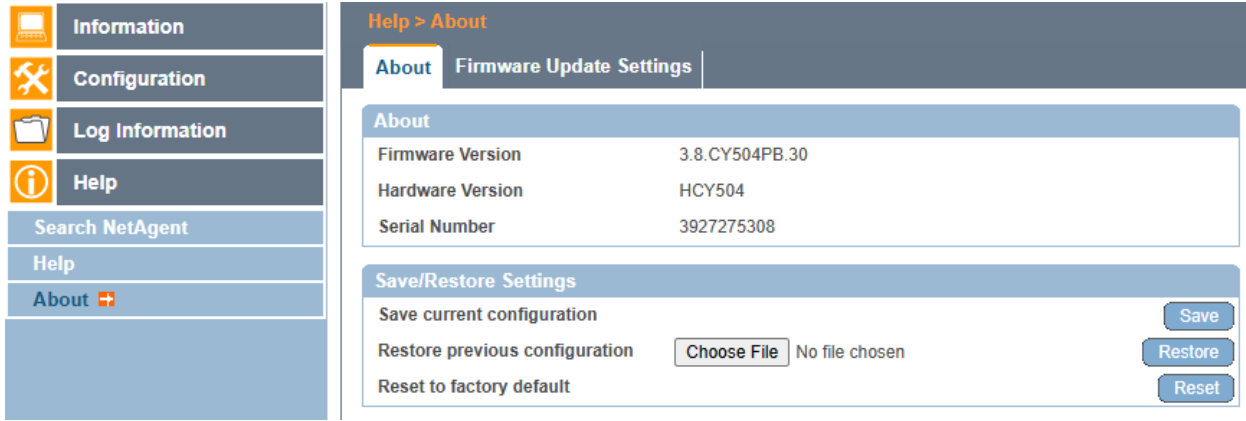 Information
Configuration
Log Information
Help
Search NetAgent
Help
About
Help > About
About Firmware Update Settings
About
Firmware Version 3.8.CY504PB.30
Hardware Version HCY504
Serial Number 3927275308
Save/Restore Settings
Save current configuration Save
Restore previous configuration Choose File No file chosen Restore
Reset to factory default Reset